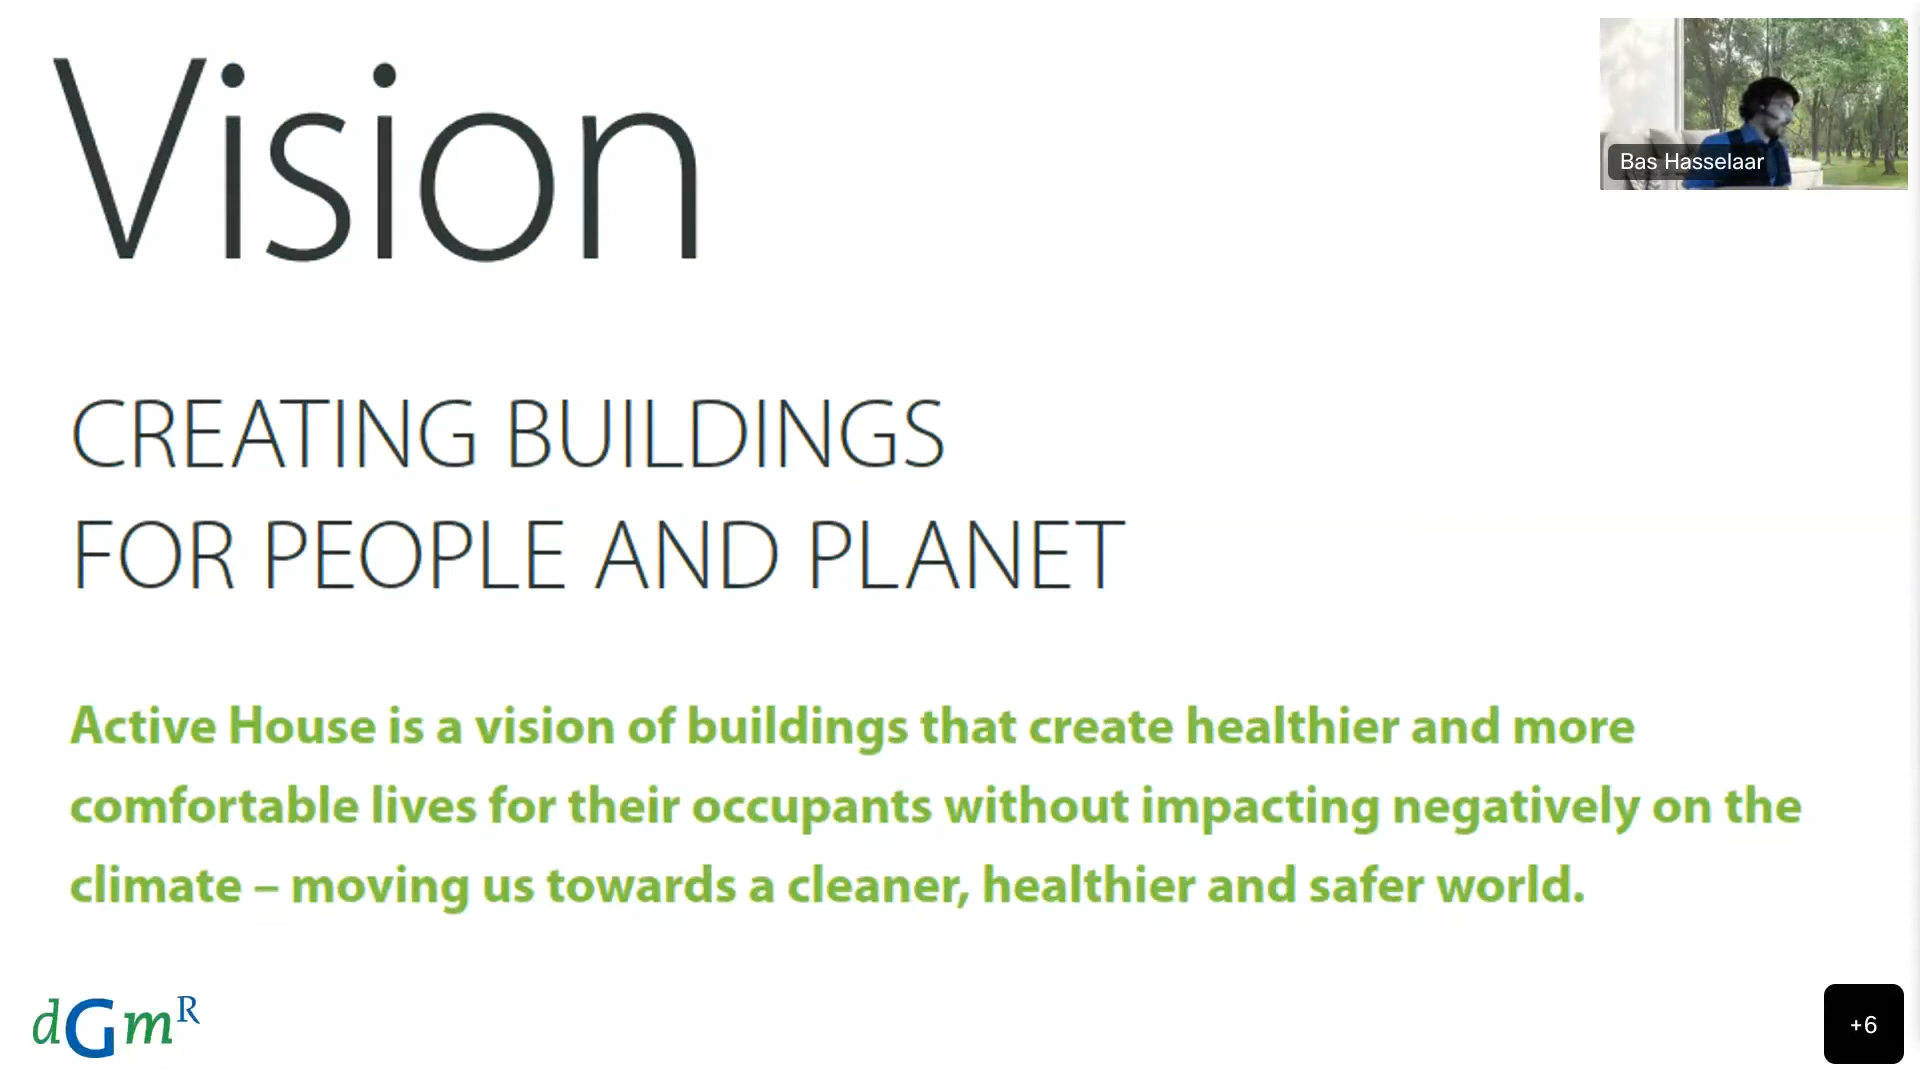 Vision
Bas Hasselaar
CREATING BUILDINGS
FOR PEOPLE AND PLANET
Active House is a vision of buildings that create healthier and more
comfortable lives for their occupants without impacting negatively on the
climate – moving us towards a cleaner, healthier and safer world.
dGmR
+6